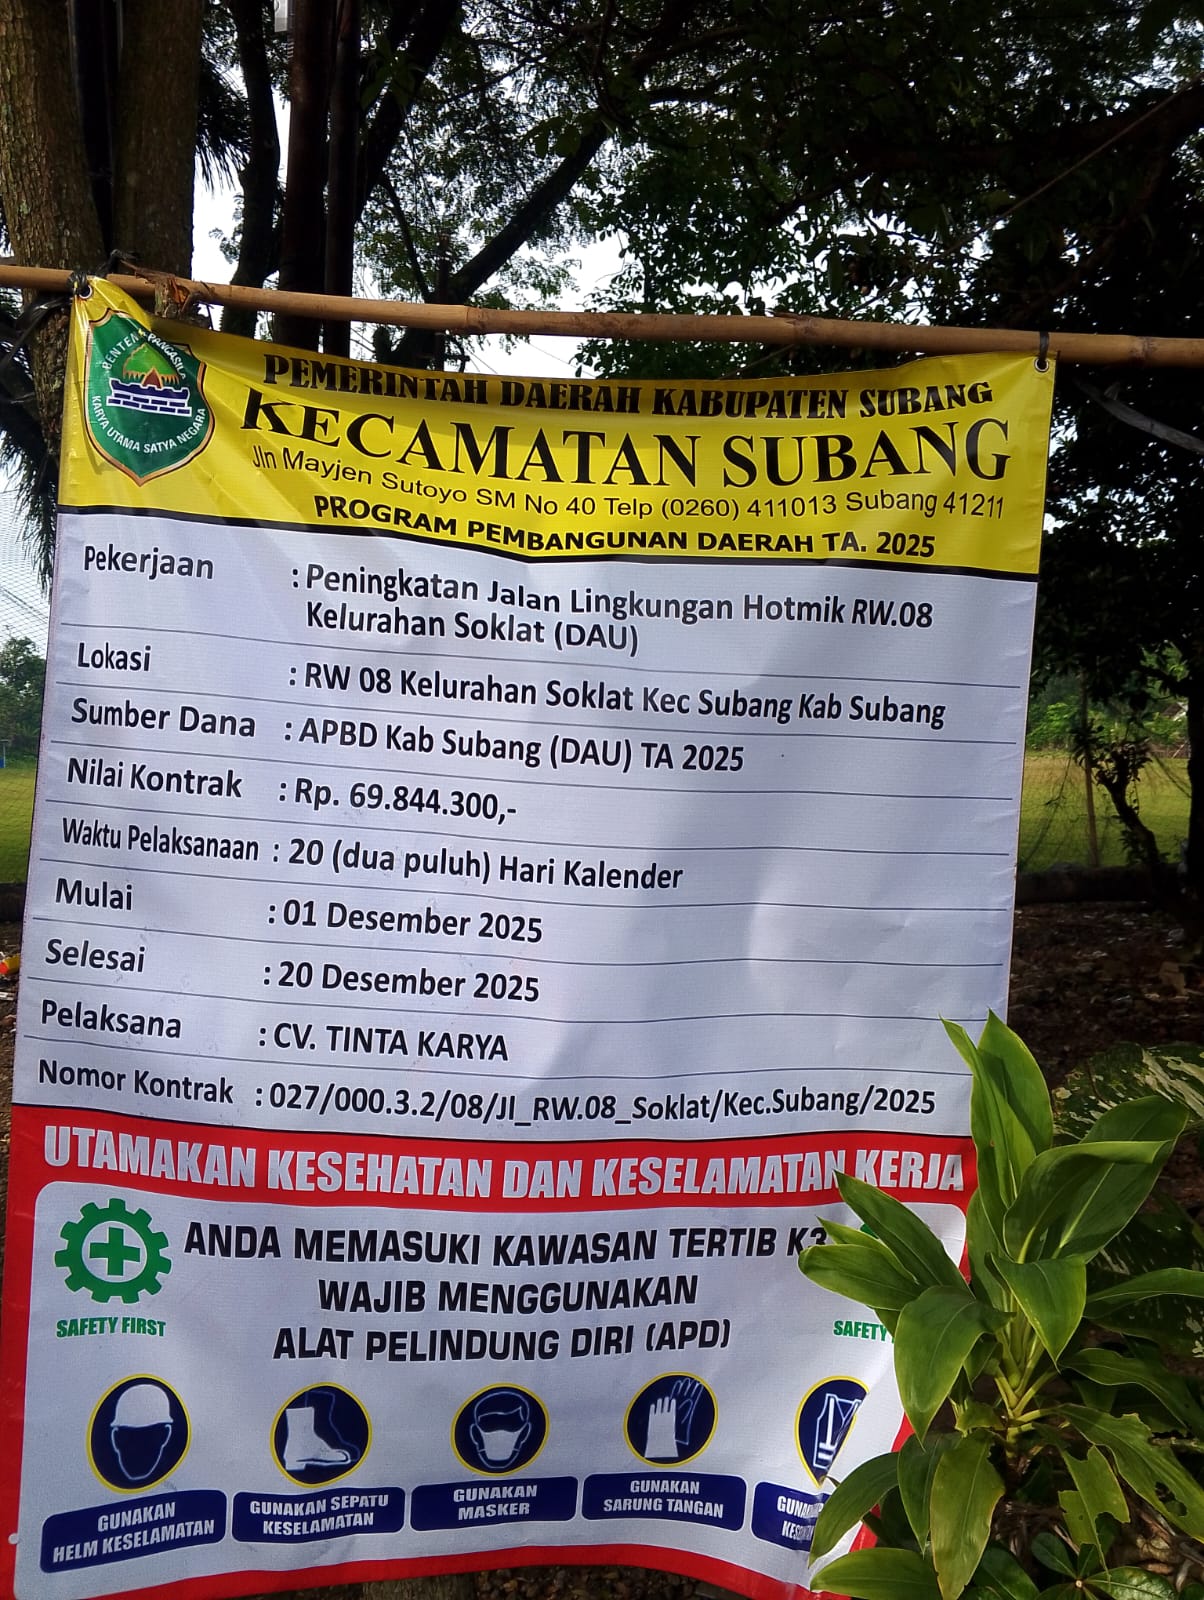 BENTENG PANCASILA
KARYA UTAMA SATYA NEGARA
PEMERINTAH DAERAH KABUPATEN SUBANG
KECAMATAN SUBANG
Jln Mayjen Sutoyo SM No 40 Telp (0260) 411013 Subang 41211
PROGRAM PEMBANGUNAN DAERAH TA. 2025
Pekerjaan : Peningkatan Jalan Lingkungan Hotmik RW.08
Kelurahan Soklat (DAU)
Lokasi : RW 08 Kelurahan Soklat Kec Subang Kab Subang
Sumber Dana : APBD Kab Subang (DAU) TA 2025
Nilai Kontrak : Rp. 69.844.300,-
Waktu Pelaksanaan : 20 (dua puluh) Hari Kalender
Mulai : 01 Desember 2025
Selesai : 20 Desember 2025
Pelaksana : CV. TINTA KARYA
Nomor Kontrak : 027/000.3.2/08/Jl_RW.08_Soklat/Kec.Subang/2025
UTAMAKAN KESEHATAN DAN KESELAMATAN KERJA
ANDA MEMASUKI KAWASAN TERTIB K3
WAJIB MENGGUNAKAN
ALAT PELINDUNG DIRI (APD)
SAFETY FIRST
SAFETY
GUNAKAN
HELM KESELAMATAN
GUNAKAN SEPATU
KESELAMATAN
GUNAKAN
MASKER
GUNAKAN
SARUNG TANGAN